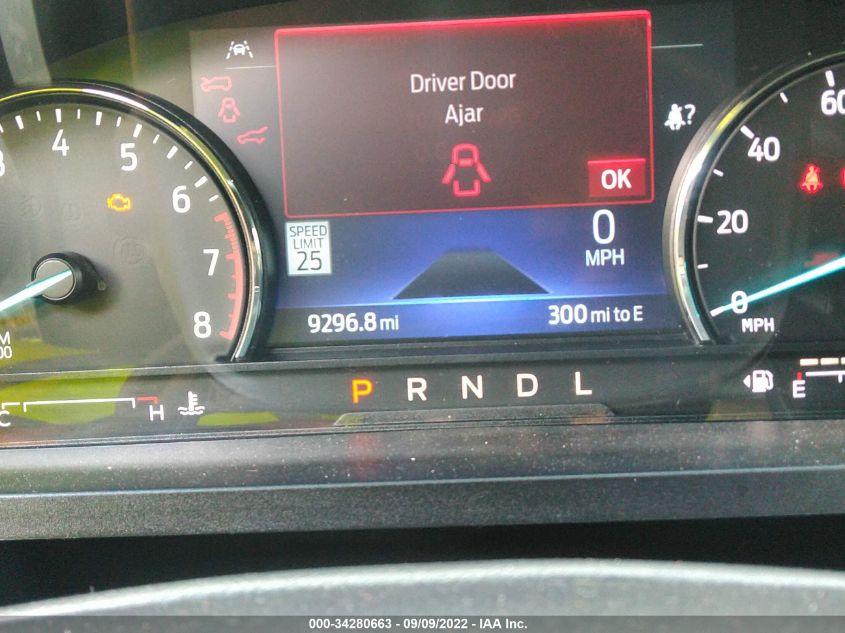 Driver Door
Ajar
OK
?
4
5
6
7
8
SPEED
LIMIT
25
0
MPH
60
40
20
0
MPH
9296.8 mi
300 mi to E
P R N D L
C
H
E
000-34280663 - 09/09/2022 - IAA Inc.